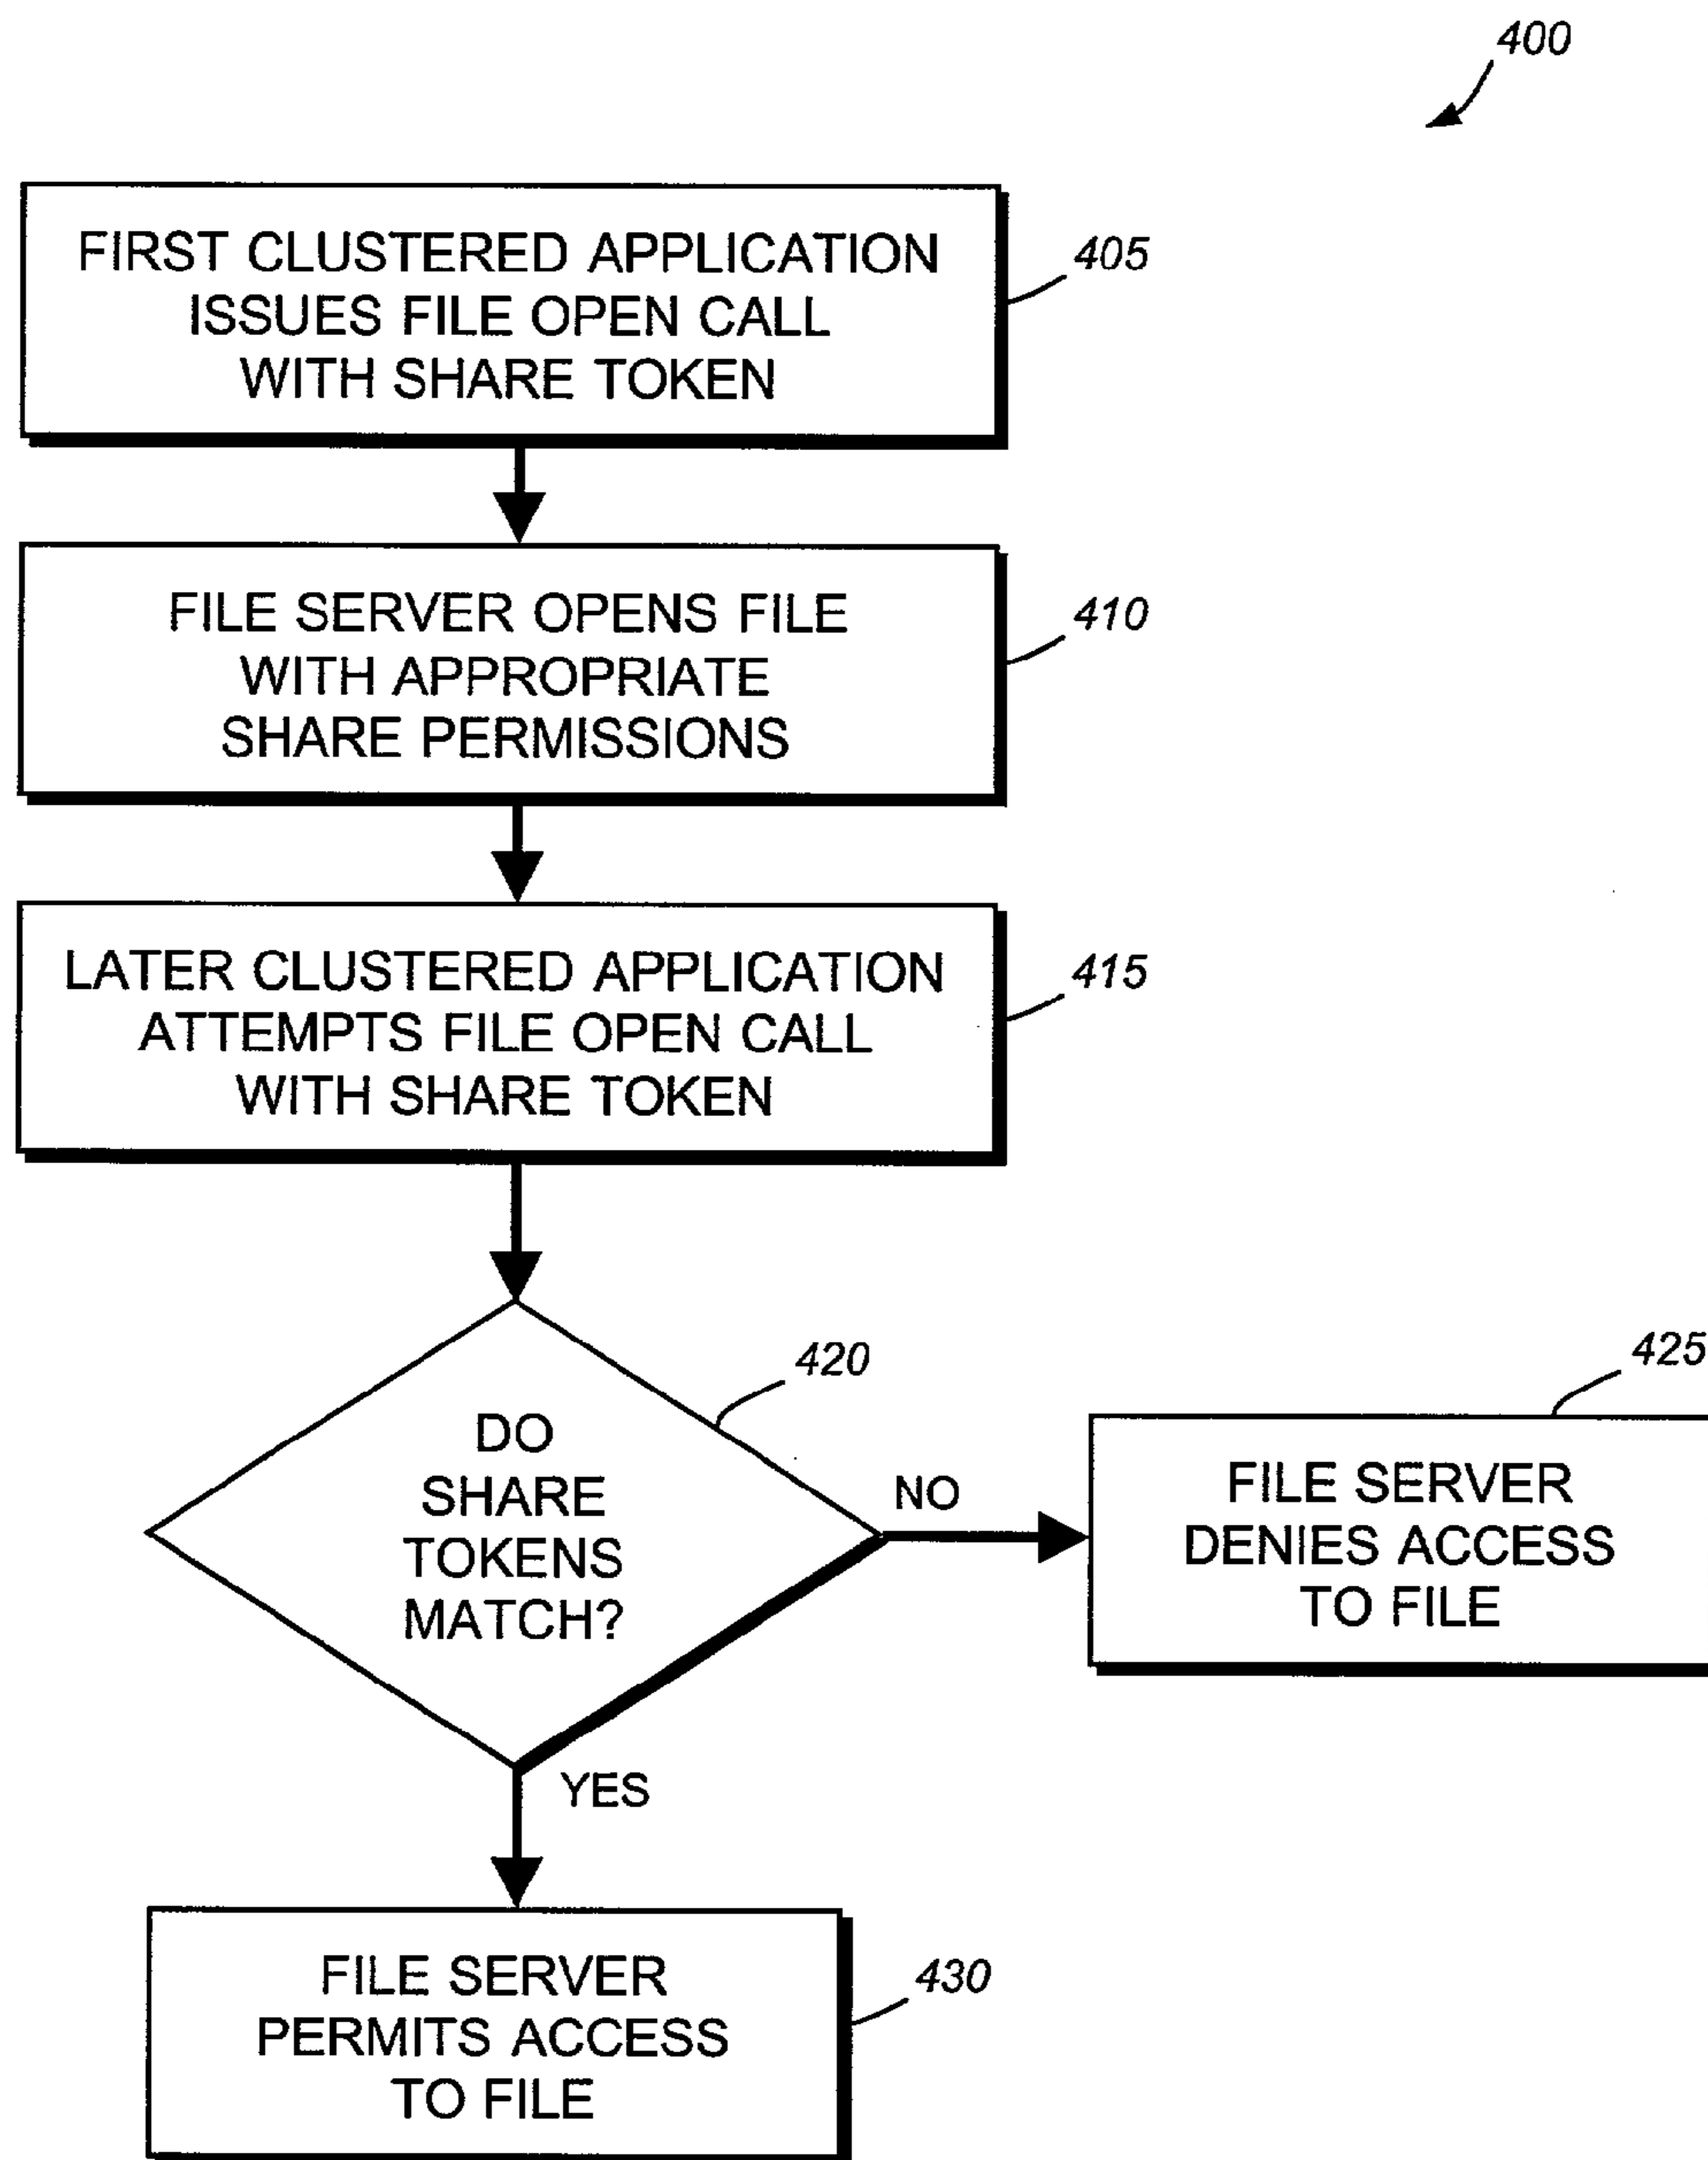 400
FIRST CLUSTERED APPLICATION
ISSUES FILE OPEN CALL
WITH SHARE TOKEN
405
FILE SERVER OPENS FILE
WITH APPROPRIATE
SHARE PERMISSIONS
410
LATER CLUSTERED APPLICATION
ATTEMPTS FILE OPEN CALL
WITH SHARE TOKEN
415
DO
SHARE
TOKENS
MATCH?
420
NO
425
FILE SERVER
DENIES ACCESS
TO FILE
YES
FILE SERVER
PERMITS ACCESS
TO FILE
430